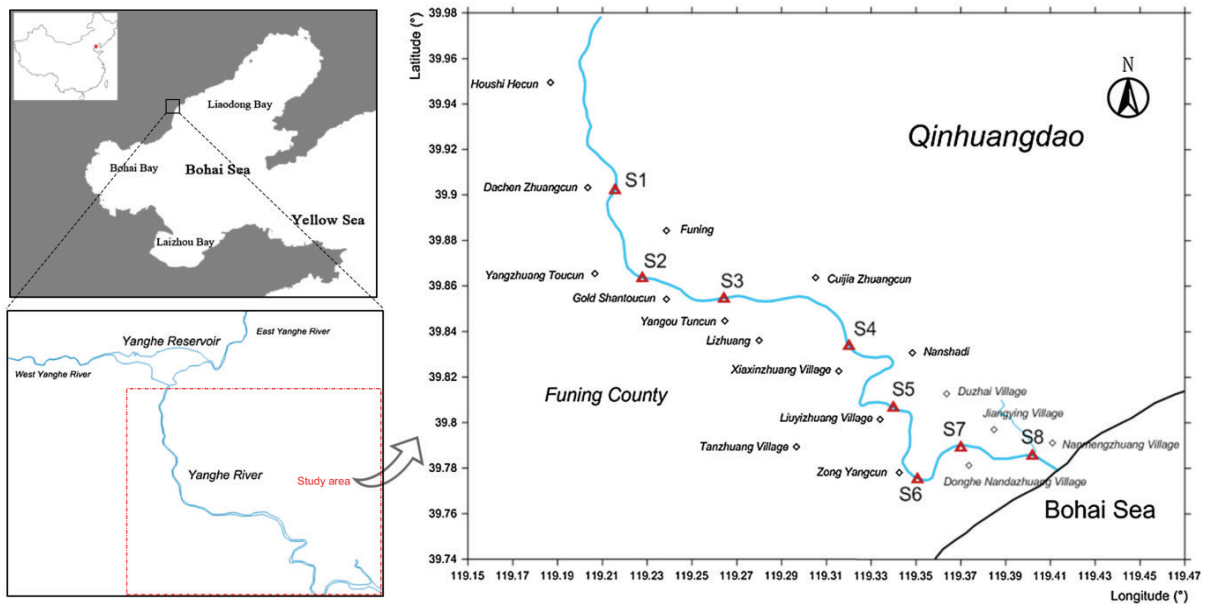 Liaodong Bay
Bohai Bay
Bohai Sea
Yellow Sea
Laizhou Bay
East Yanghe River
Yanghe Reservoir
West Yanghe River
Yanghe River
Study area
Latitude (°)
39.98
39.96
39.94
39.92
39.9
39.88
39.86
39.84
39.82
39.8
39.78
39.76
39.74
N
Houshi Hecun
Qinhuangdao
Dachen Zhuangcun
S1
Funing
S2
S3
Yangzhuang Toucun
Cuijia Zhuangcun
Gold Shantoucun
Yangou Tuncun
S4
Lizhuang
Nanshadi
Xiaxinzhuang Village
Funing County
S5
Duzhai Village
Jiangying Village
Liuyizhuang Village
S7
S8
Tanzhuang Village
Nanmengzhuang Village
Zong Yangcun
S6
Donghe Nandazhuang Village
Bohai Sea
119.15 119.17 119.21 119.23 119.25 119.27 119.29 119.31 119.33 119.35 119.37 119.39 119.41 119.43 119.47
Longitude (°)